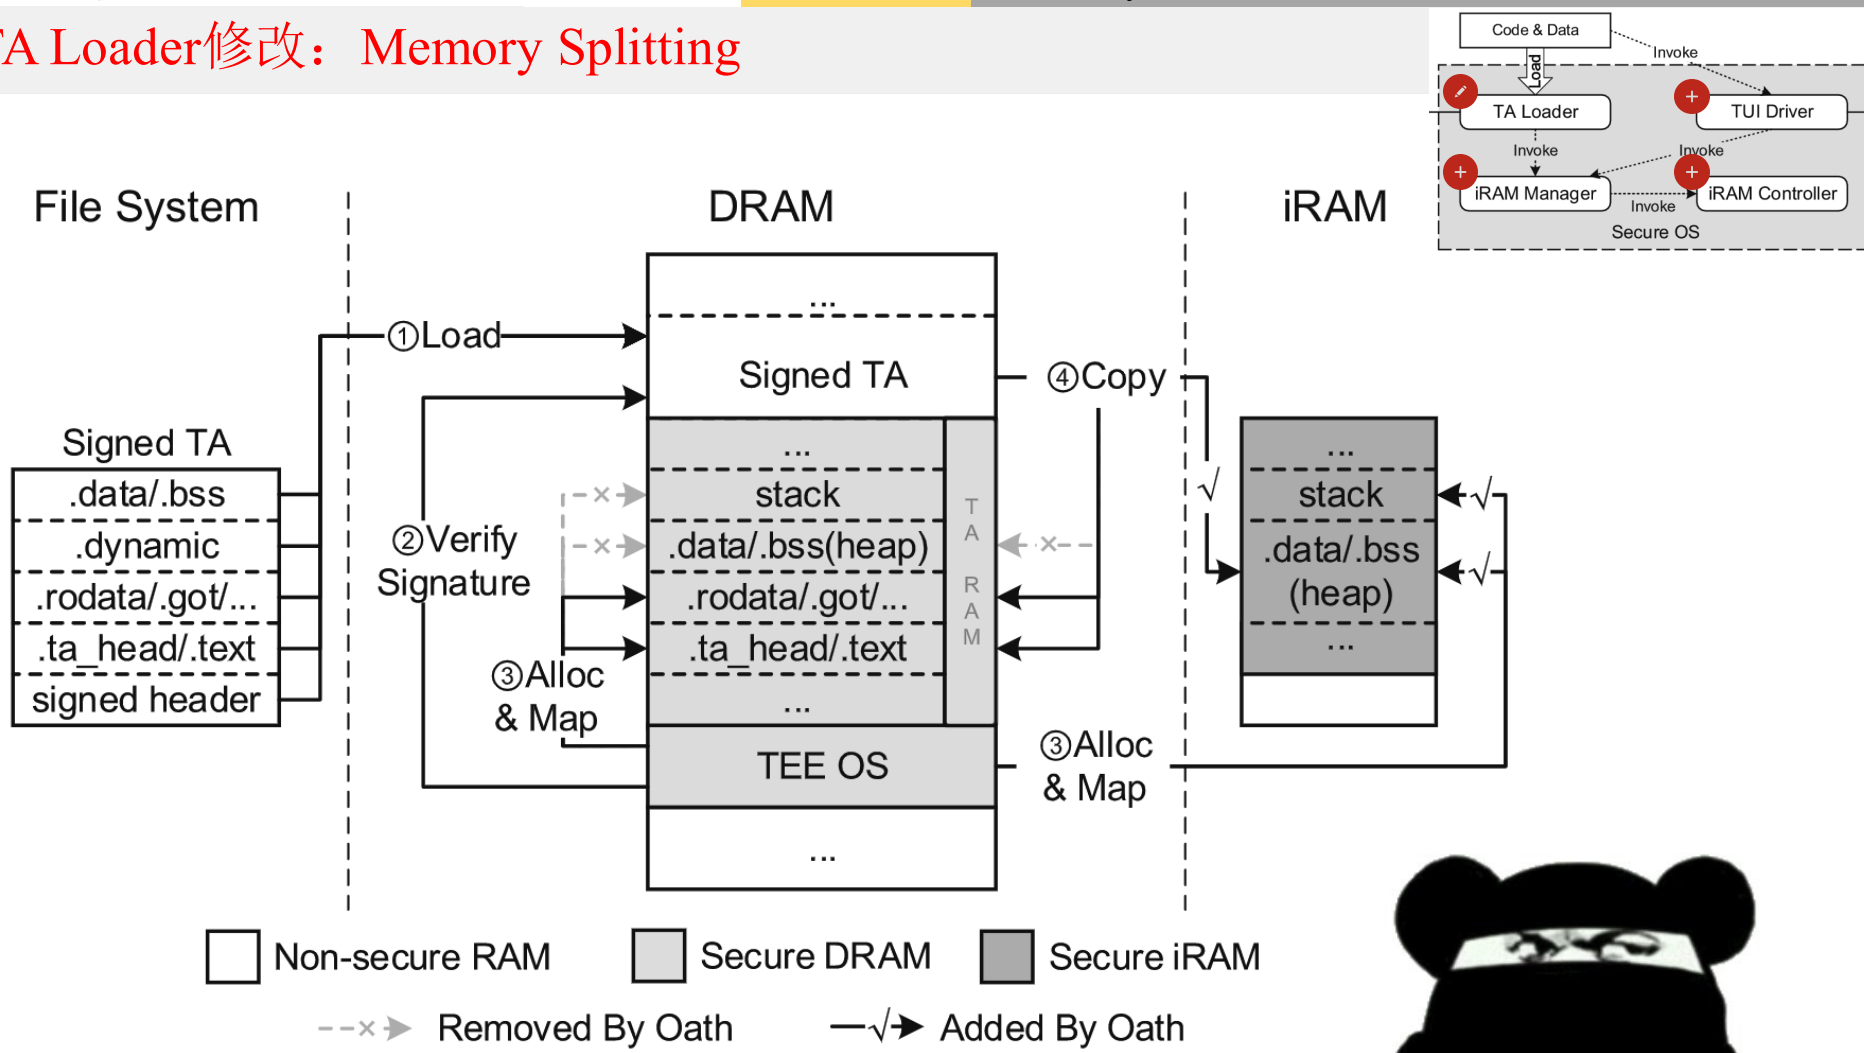 TA Loader修改：Memory Splitting
Code & Data
Load
Invoke
TA Loader
TUI Driver
Invoke
Invoke
iRAM Manager
Invoke
iRAM Controller
Secure OS
File System
DRAM
iRAM
...
①Load
Signed TA
④Copy
Signed TA
.data/.bss
.dynamic
.rodata/.got/...
.ta_head/.text
signed header
②Verify
Signature
③Alloc
& Map
...
stack
.data/.bss(heap)
.rodata/.got/...
.ta_head/.text
...
TA RAM
TEE OS
...
③Alloc
& Map
...
stack
.data/.bss
(heap)
...
Non-secure RAM
Secure DRAM
Secure iRAM
Removed By Oath
Added By Oath